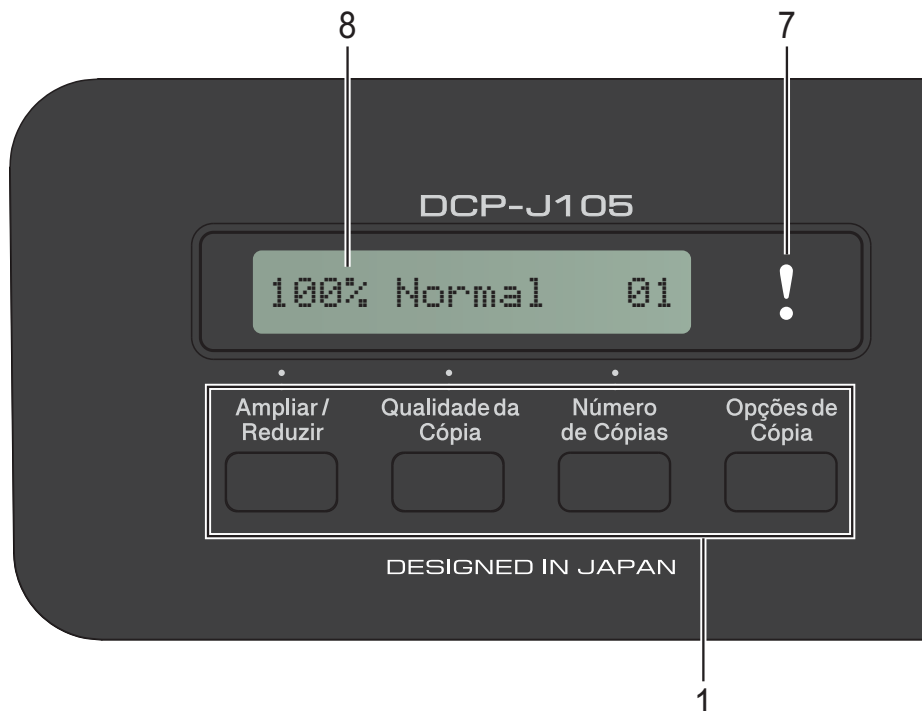 8 7
DCP-J105
100% Normal 01
!
Ampliar / Reduzir
Qualidade da Cópia
Número de Cópias
Opções de Cópia
DESIGNED IN JAPAN
1